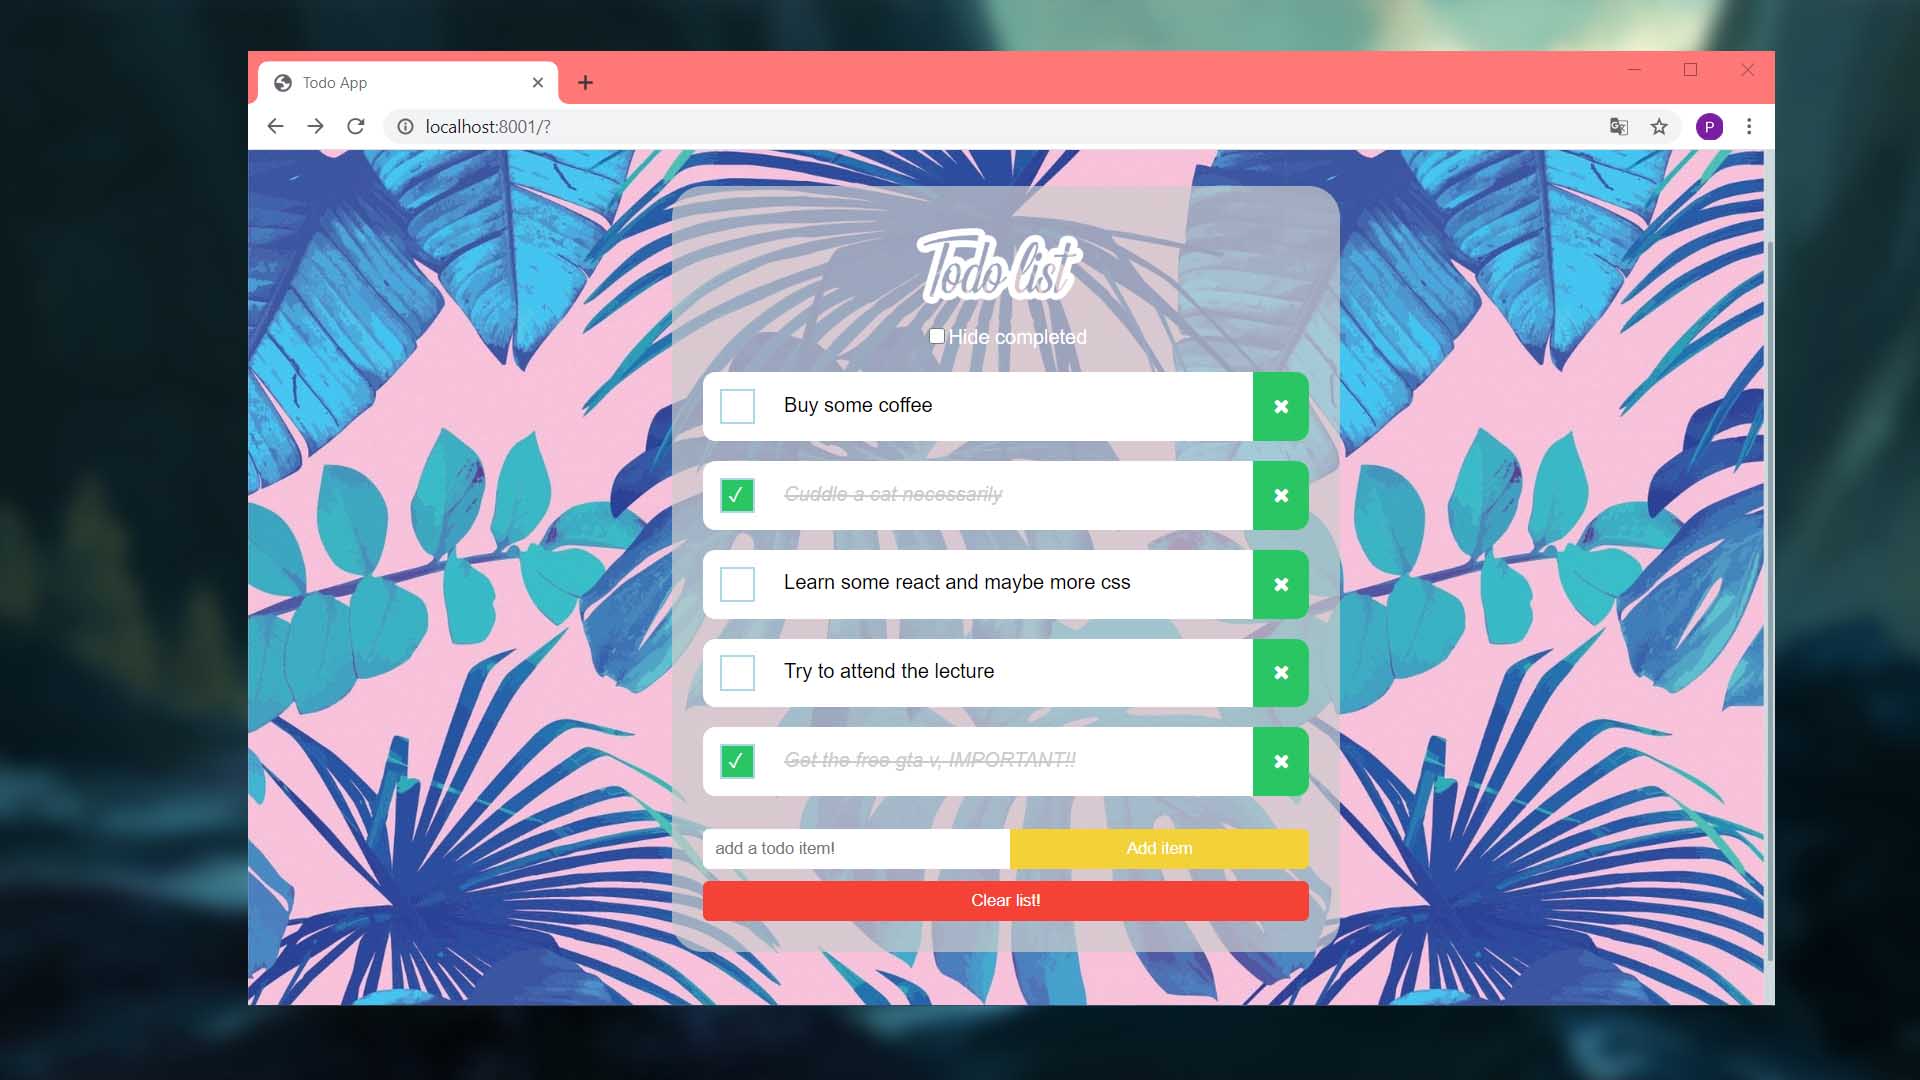 Todo App
localhost:8001/?
P
Todo list
Hide completed
Buy some coffee
Cuddle a cat necessarily
Learn some react and maybe more css
Try to attend the lecture
Get the free gta v, IMPORTANT!!
add a todo item!
Add item
Clear list!